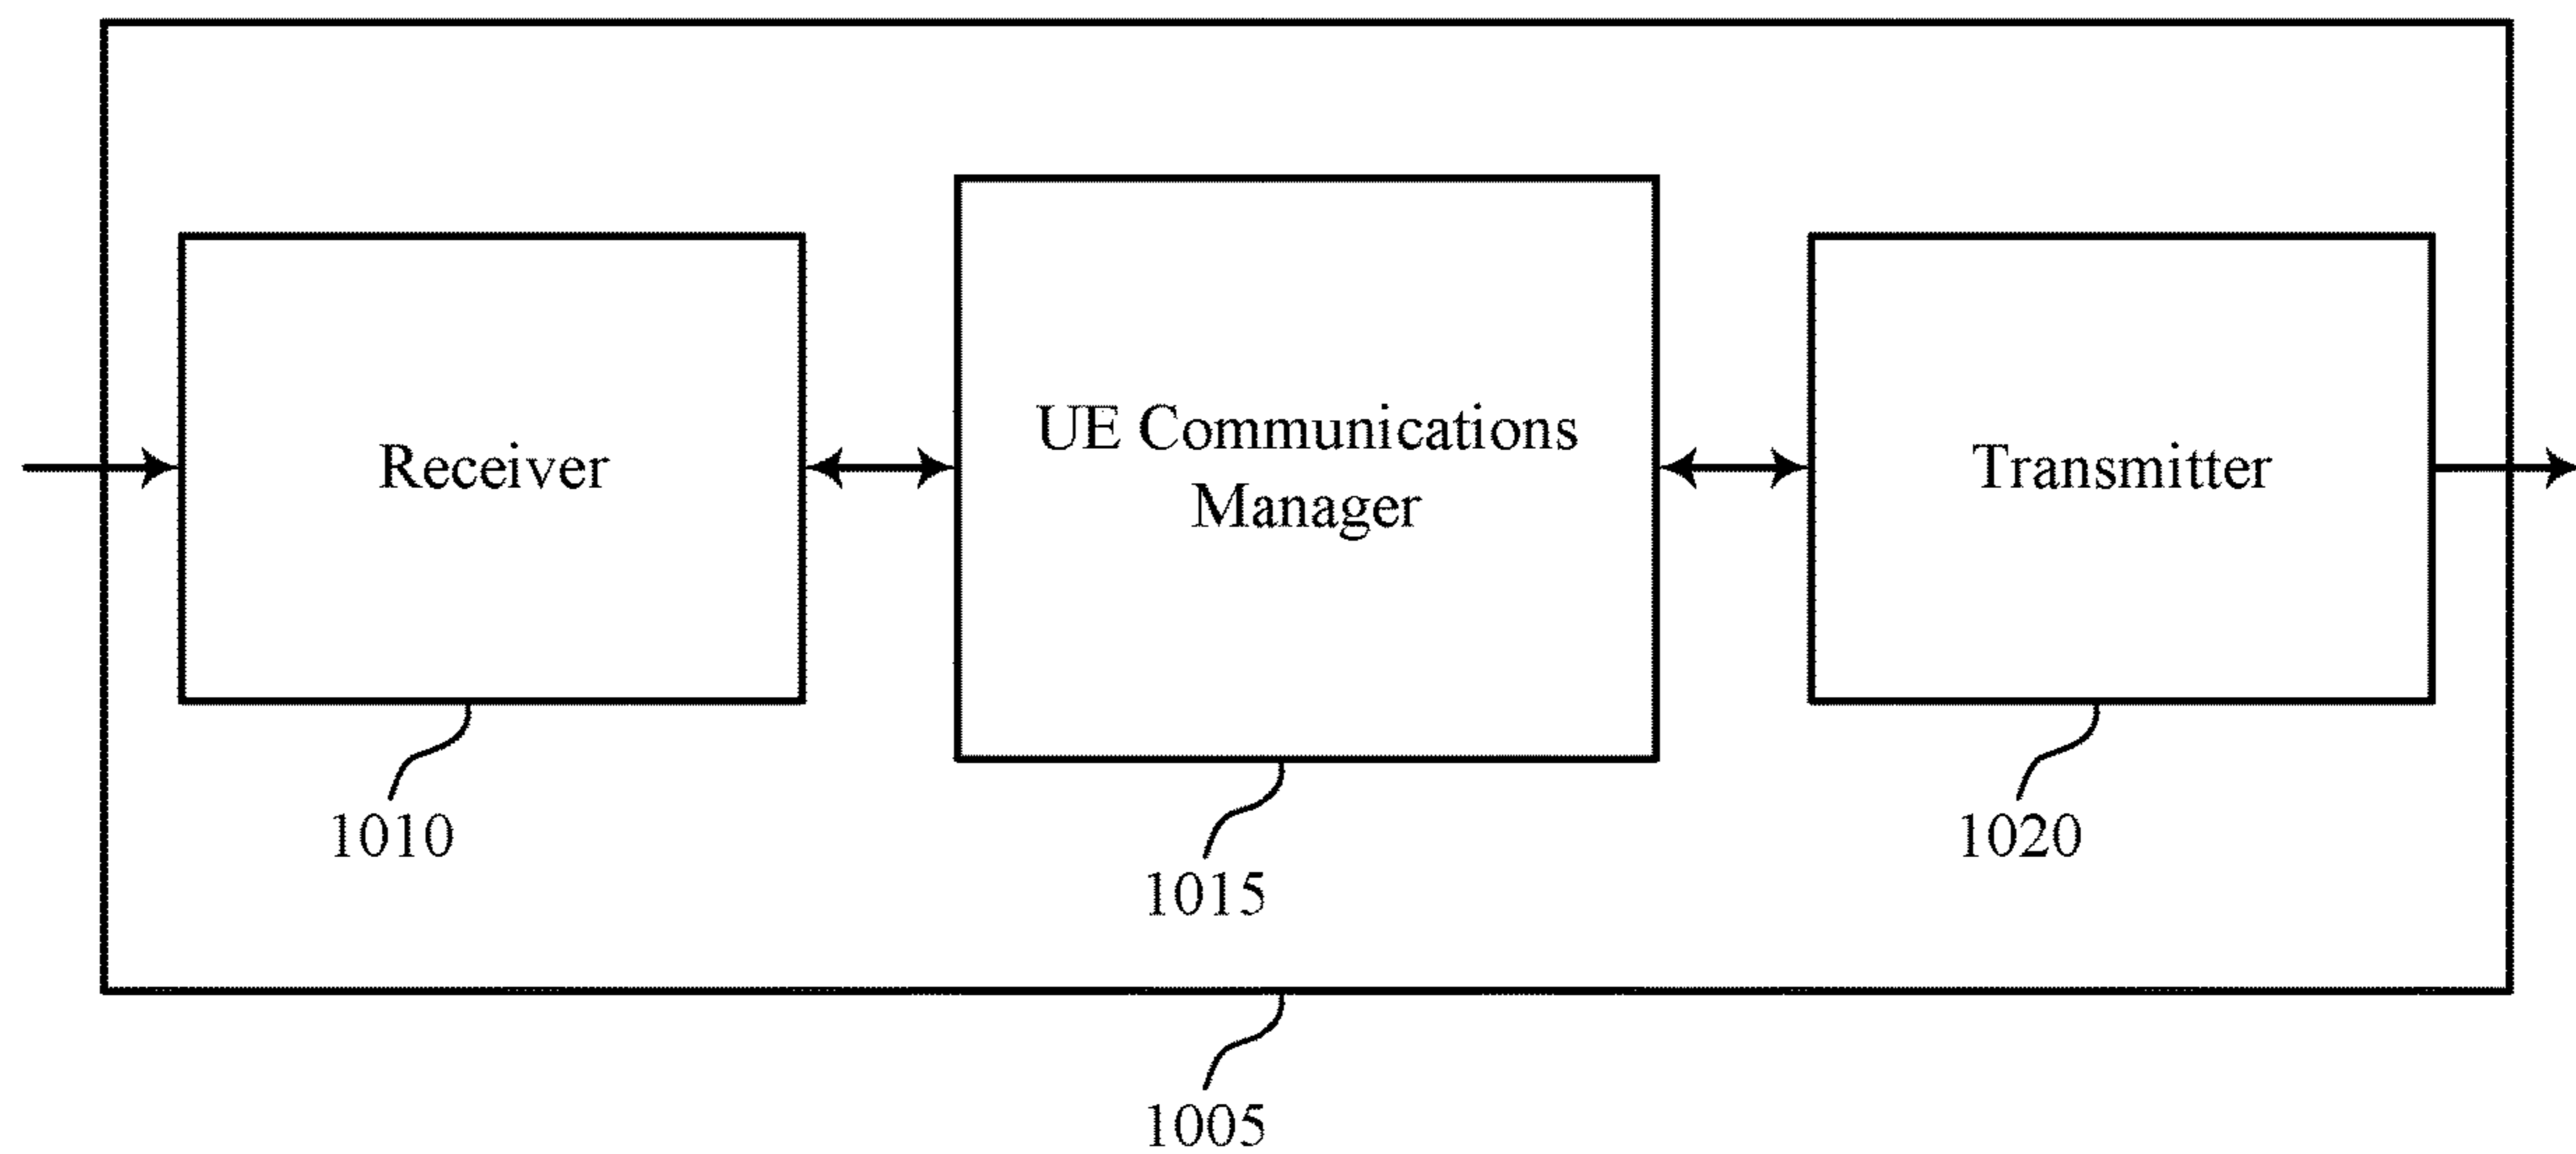 Receiver
UE Communications
Manager
Transmitter
1010
1015
1020
1005